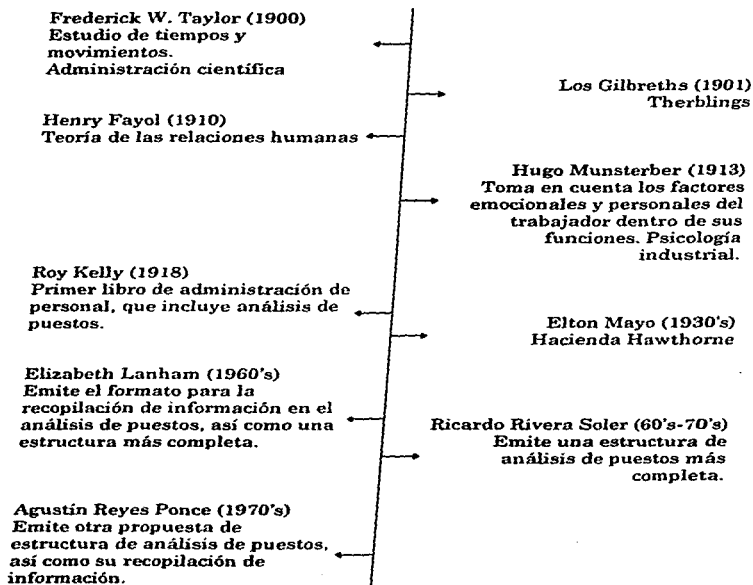 Frederick W. Taylor (1900)
Estudio de tiempos y
movimientos.
Administración científica
Los Gilbreths (1901)
Therblings
Henry Fayol (1910)
Teoría de las relaciones humanas
Hugo Munsterber (1913)
Toma en cuenta los factores
emocionales y personales del
trabajador dentro de sus
funciones. Psicología
industrial.
Roy Kelly (1918)
Primer libro de administración de
personal, que incluye análisis de
puestos.
Elton Mayo (1930's)
Hacienda Hawthorne
Elizabeth Lanham (1960's)
Emite el formato para la
recopilación de información en el
análisis de puestos, así como una
estructura más completa.
Ricardo Rivera Soler (60's-70's)
Emite una estructura de
análisis de puestos más
completa.
Agustín Reyes Ponce (1970's)
Emite otra propuesta de
estructura de análisis de puestos,
así como su recopilación de
información.